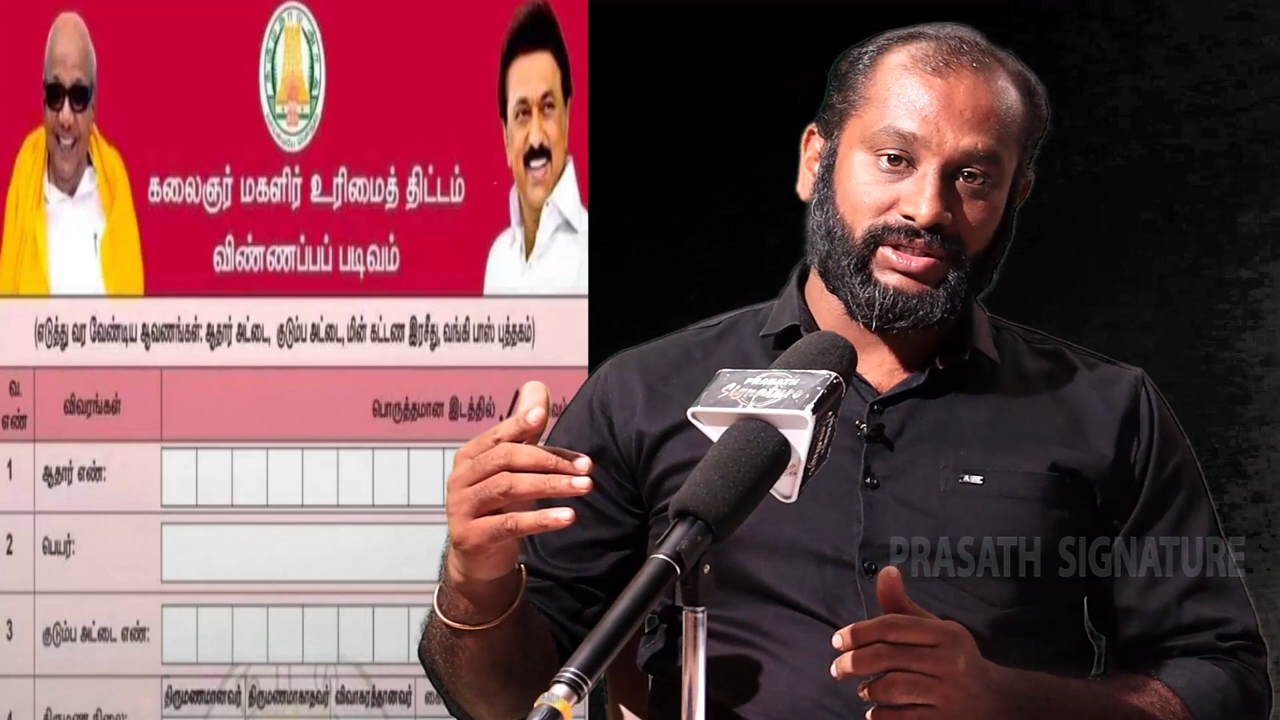 கலைஞர் மகளிர் உரிமைத் திட்டம்
விண்ணப்பப் படிவம்
(எடுத்து வர வேண்டிய ஆவணங்கள்: ஆதார் அட்டை, குடும்ப அட்டை, மின் கட்டண இரசீது, வங்கி பாஸ் புத்தகம்)
வ. எண் விவரங்கள் பொருத்தமான இடத்தில் ✓
1 ஆதார் எண்:
2 பெயர்:
3 குடும்ப அட்டை எண்:
திருமணமானவர் திருமணமாகாதவர் விவாகரத்தானவர்
4 திருமண நிலை:
PRASATH
Signature
PRASATH SIGNATURE